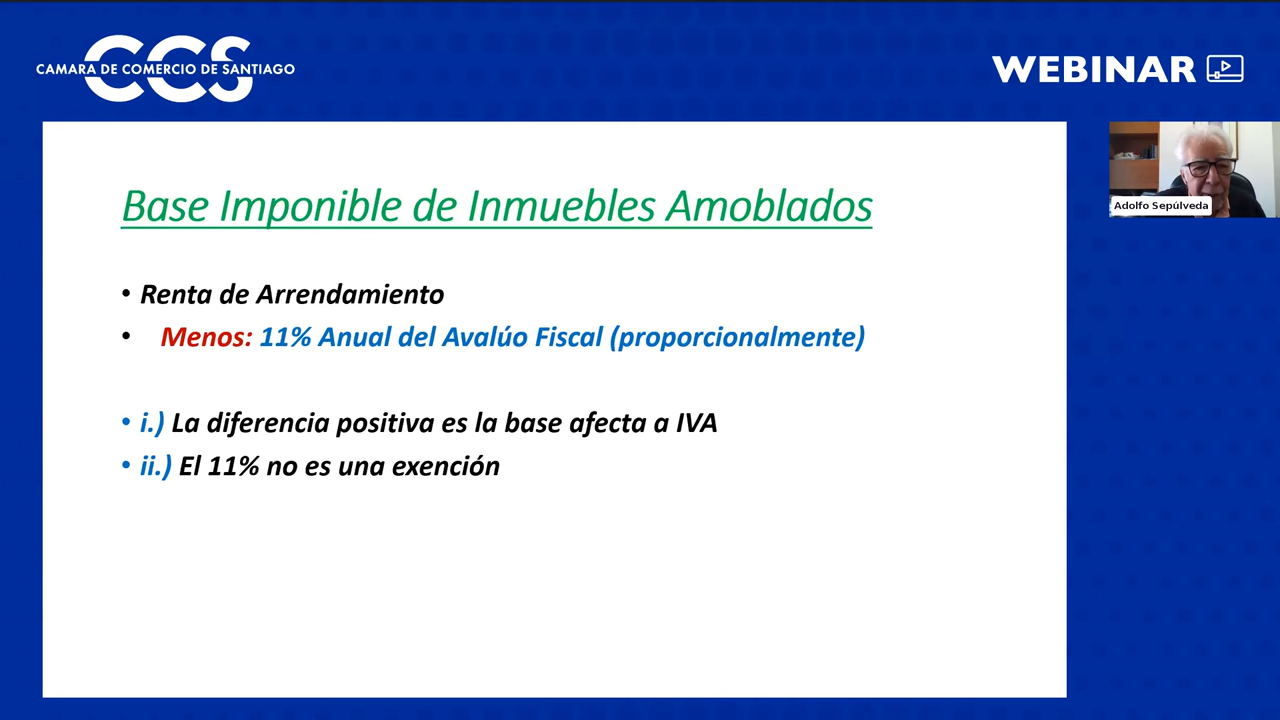 CCS
CAMARA DE COMERCIO DE SANTIAGO
WEBINAR
Base Imponible de Inmuebles Amoblados
• Renta de Arrendamiento
• Menos: 11% Anual del Avalúo Fiscal (proporcionalmente)
• i.) La diferencia positiva es la base afecta a IVA
• ii.) El 11% no es una exención
Adolfo Sepúlveda